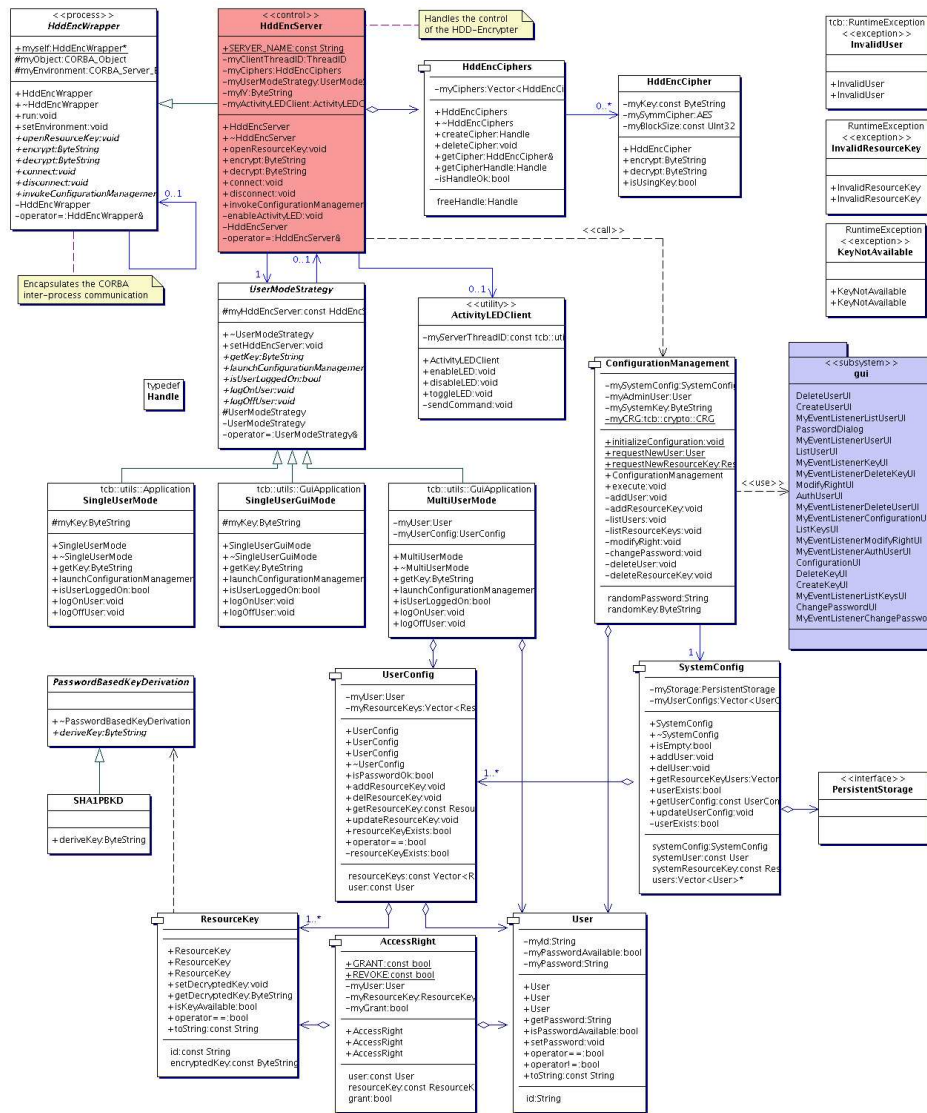 <<process>>
HddEncWrapper
+myself:HddEncWrapper*
#myObject:CORBA_Object
#myEnvironment:CORBA_Server_E
+HddEncWrapper
+~HddEncWrapper
+run:void
+setEnvironment:void
+openResourceKey:void
+encrypt:ByteString
+decrypt:ByteString
+connect:void
+disconnect:void
+invokeConfigurationManagemen
-HddEncWrapper
-operator=:HddEncWrapper&
0..1
Encapsulates the CORBA
inter-process communication
<<control>>
HddEncServer
+SERVER_NAME:const String
-myClientThreadID:ThreadID
-myCiphers:HddEncCiphers
-myUserModeStrategy:UserModeS
-myIV:ByteString
-myActivityLEDClient:ActivityLEDC
+HddEncServer
+~HddEncServer
+openResourceKey:void
+encrypt:ByteString
+decrypt:ByteString
+connect:void
+disconnect:void
+invokeConfigurationManagemen
-enableActivityLED:void
-HddEncServer
-operator=:HddEncServer&
Handles the control
of the HDD-Encrypter
HddEncCiphers
-myCiphers:Vector<HddEncCi
+HddEncCiphers
+~HddEncCiphers
+createCipher:Handle
+deleteCipher:void
+getCipher:HddEncCipher&
+getCipherHandle:Handle
-isHandleOk:bool
freeHandle:Handle
0..*
HddEncCipher
-myKey:const ByteString
-mySymmCipher:AES
-myBlockSize:const UInt32
+HddEncCipher
+encrypt:ByteString
+decrypt:ByteString
+isUsingKey:bool
tcb::RuntimeException
<<exception>>
InvalidUser
+InvalidUser
+InvalidUser
RuntimeException
<<exception>>
InvalidResourceKey
+InvalidResourceKey
+InvalidResourceKey
RuntimeException
<<exception>>
KeyNotAvailable
+KeyNotAvailable
+KeyNotAvailable
<<call>>
1
0..1
0..1
UserModeStrategy
#myHddEncServer:const HddEncS
+~UserModeStrategy
+setHddEncServer:void
+getKey:ByteString
+launchConfigurationManagemen
+isUserLoggedOn:bool
+logOnUser:void
+logOffUser:void
#UserModeStrategy
-UserModeStrategy
-operator=:UserModeStrategy&
<<utility>>
ActivityLEDClient
-myServerThreadID:const tcb::uti
+ActivityLEDClient
+enableLED:void
+disableLED:void
+toggleLED:void
-sendCommand:void
typedef
Handle
ConfigurationManagement
-mySystemConfig:SystemConfi
-myAdminUser:User
-mySystemKey:ByteString
-myCRG:tcb::crypto::CRG
+initializeConfiguration:void
+requestNewUser:User
+requestNewResourceKey:Res
+ConfigurationManagement
+execute:void
-addUser:void
-addResourceKey:void
-listUsers:void
-listResourceKeys:void
-modifyRight:void
-changePassword:void
-deleteUser:void
-deleteResourceKey:void
randomPassword:String
randomKey:ByteString
<<use>>
<<subsystem>>
gui
DeleteUserUI
CreateUserUI
MyEventListenerListUserUI
PasswordDialog
MyEventListenerUserUI
ListUserUI
MyEventListenerKeyUI
MyEventListenerDeleteKeyUI
ModifyRightUI
AuthUserUI
MyEventListenerDeleteUserUI
MyEventListenerConfigurationU
ListKeysUI
MyEventListenerModifyRightUI
MyEventListenerAuthUserUI
ConfigurationUI
DeleteKeyUI
CreateKeyUI
MyEventListenerListKeysUI
ChangePasswordUI
MyEventListenerChangePasswo
tcb::utils::Application
SingleUserMode
#myKey:ByteString
+SingleUserMode
+~SingleUserMode
+getKey:ByteString
+launchConfigurationManagemen
+isUserLoggedOn:bool
+logOnUser:void
+logOffUser:void
tcb::utils::GuiApplication
SingleUserGuiMode
#myKey:ByteString
+SingleUserGuiMode
+~SingleUserGuiMode
+getKey:ByteString
+launchConfigurationManagemen
+isUserLoggedOn:bool
+logOnUser:void
+logOffUser:void
tcb::utils::GuiApplication
MultiUserMode
-myUser:User
-myUserConfig:UserConfig
+MultiUserMode
+~MultiUserMode
+getKey:ByteString
+launchConfigurationManagemen
+isUserLoggedOn:bool
+logOnUser:void
+logOffUser:void
PasswordBasedKeyDerivation
+~PasswordBasedKeyDerivation
+deriveKey:ByteString
SHA1PBKD
+deriveKey:ByteString
UserConfig
-myUser:User
-myResourceKeys:Vector<Res
+UserConfig
+UserConfig
+UserConfig
+~UserConfig
+isPasswordOk:bool
+addResourceKey:void
+delResourceKey:void
+getResourceKey:const Resou
+updateResourceKey:void
+resourceKeyExists:bool
+operator==:bool
-resourceKeyExists:bool
resourceKeys:const Vector<R
user:const User
1..*
1
SystemConfig
-myStorage:PersistentStorage
-myUserConfigs:Vector<UserC
+SystemConfig
+~SystemConfig
+isEmpty:bool
+addUser:void
+delUser:void
+getResourceKeyUsers:Vector
+userExists:bool
+getUserConfig:const UserCon
+updateUserConfig:void
-userExists:bool
systemConfig:SystemConfig
systemUser:const User
systemResourceKey:const Res
users:Vector<User>*
<<interface>>
PersistentStorage
ResourceKey
+ResourceKey
+ResourceKey
+ResourceKey
+setDecryptedKey:void
+getDecryptedKey:ByteString
+isKeyAvailable:bool
+operator==:bool
+toString:const String
id:const String
encryptedKey:const ByteString
1..*
AccessRight
+GRANT:const bool
+REVOKE:const bool
-myUser:User
-myResourceKey:ResourceKey
-myGrant:bool
+AccessRight
+AccessRight
+AccessRight
user:const User
resourceKey:const ResourceK
grant:bool
User
-myId:String
-myPasswordAvailable:bool
-myPassword:String
+User
+User
+User
+getPassword:String
+isPasswordAvailable:bool
+setPassword:void
+operator==:bool
+operator!=:bool
+toString:const String
id:String